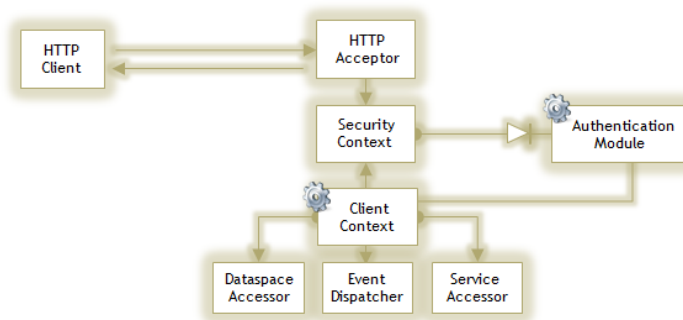 HTTP
Client
HTTP
Acceptor
Security
Context
Authentication
Module
Client
Context
Dataspace
Accessor
Event
Dispatcher
Service
Accessor